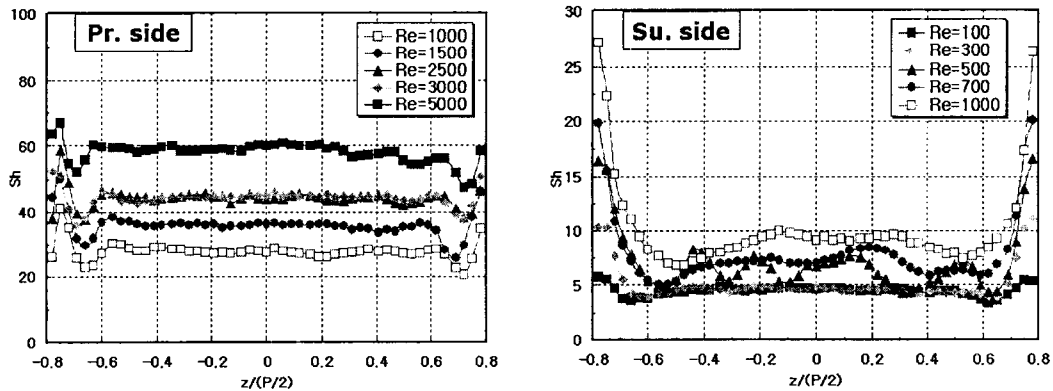 Pr. side
Re=1000
Re=1500
Re=2500
Re=3000
Re=5000
100
80
60
40
20
0
Sh
-0.8 -0.6 -0.4 -0.2 0 0.2 0.4 0.6 0.8
z/(P/2)
Su. side
Re=100
Re=300
Re=500
Re=700
Re=1000
30
25
20
15
10
5
0
Sh
-0.8 -0.6 -0.4 -0.2 0 0.2 0.4 0.6 0.8
z/(P/2)